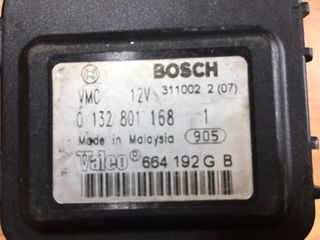 BOSCH
VMC 12V 311002 2 (07)
0 132 801 168 1
Made in Malaysia 905
Valeo® 664 192 G B